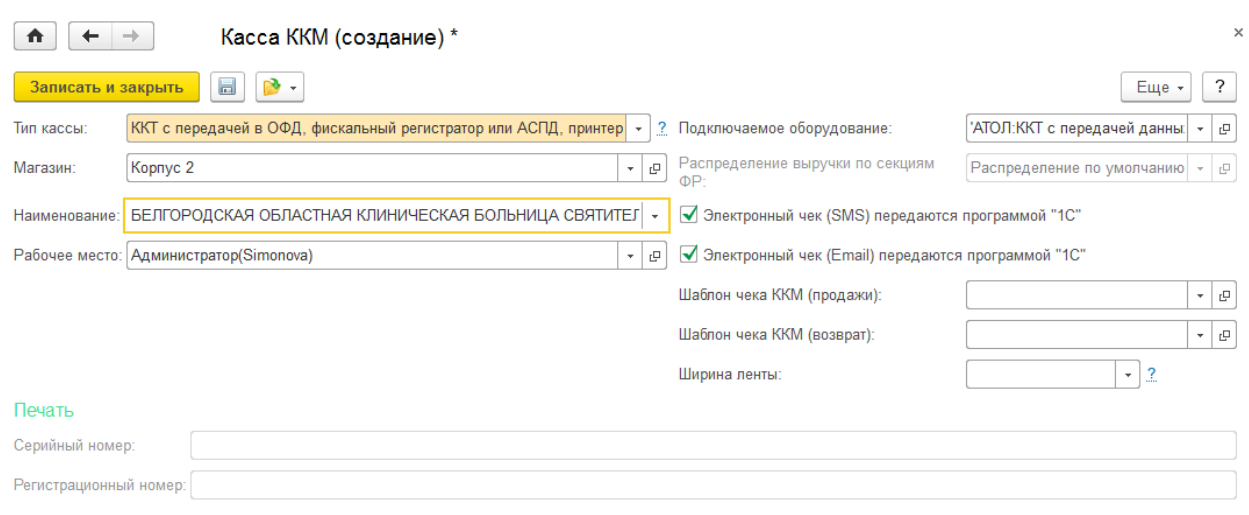 Касса ККМ (создание) *
×
Записать и закрыть
Еще
?
Тип кассы: ККТ с передачей в ОФД, фискальный регистратор или АСПД, принтер ? Подключаемое оборудование: 'АТОЛ:ККТ с передачей данны
Магазин: Корпус 2 Распределение выручки по секциям ФР: Распределение по умолчанию
Наименование: БЕЛГОРОДСКАЯ ОБЛАСТНАЯ КЛИНИЧЕСКАЯ БОЛЬНИЦА СВЯТИТЕЛ Электронный чек (SMS) передаются программой "1С"
Рабочее место: Администратор(Simonova) Электронный чек (Email) передаются программой "1С"
Шаблон чека ККМ (продажи):
Шаблон чека ККМ (возврат):
Ширина ленты: ?
Печать
Серийный номер:
Регистрационный номер: